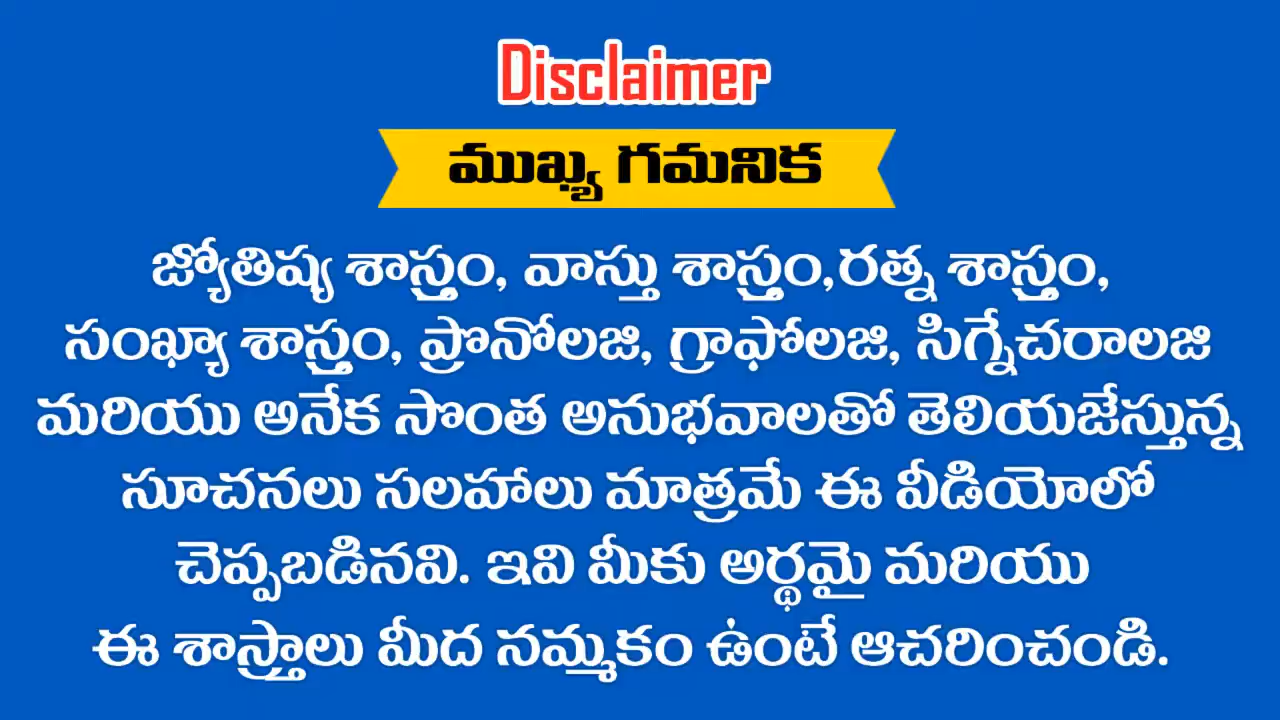 Disclaimer
ముఖ్య గమనిక
జ్యోతిష్య శాస్త్రం, వాస్తు శాస్త్రం,రత్న శాస్త్రం,
సంఖ్యా శాస్త్రం, ప్రొనోలజి, గ్రాఫోలజి, సిగ్నేచరాలజి
మరియు అనేక సొంత అనుభవాలతో తెలియజేస్తున్న
సూచనలు సలహాలు మాత్రమే ఈ వీడియోలో
చెప్పబడినవి. ఇవి మీకు అర్థమై మరియు
ఈ శాస్త్రాలు మీద నమ్మకం ఉంటే ఆచరించండి.